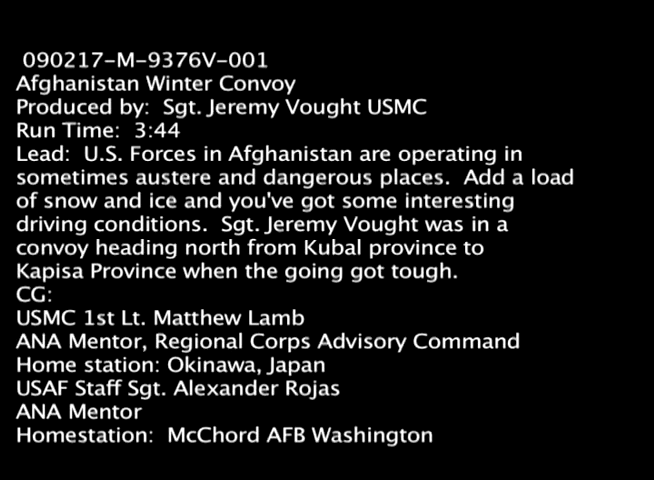 090217-M-9376V-001
Afghanistan Winter Convoy
Produced by:  Sgt. Jeremy Vought USMC
Run Time:  3:44
Lead:  U.S. Forces in Afghanistan are operating in
sometimes austere and dangerous places.  Add a load
of snow and ice and you've got some interesting
driving conditions.  Sgt. Jeremy Vought was in a
convoy heading north from Kubal province to
Kapisa Province when the going got tough.
CG:
USMC 1st Lt. Matthew Lamb
ANA Mentor, Regional Corps Advisory Command
Home station: Okinawa, Japan
USAF Staff Sgt. Alexander Rojas
ANA Mentor
Homestation:  McChord AFB Washington